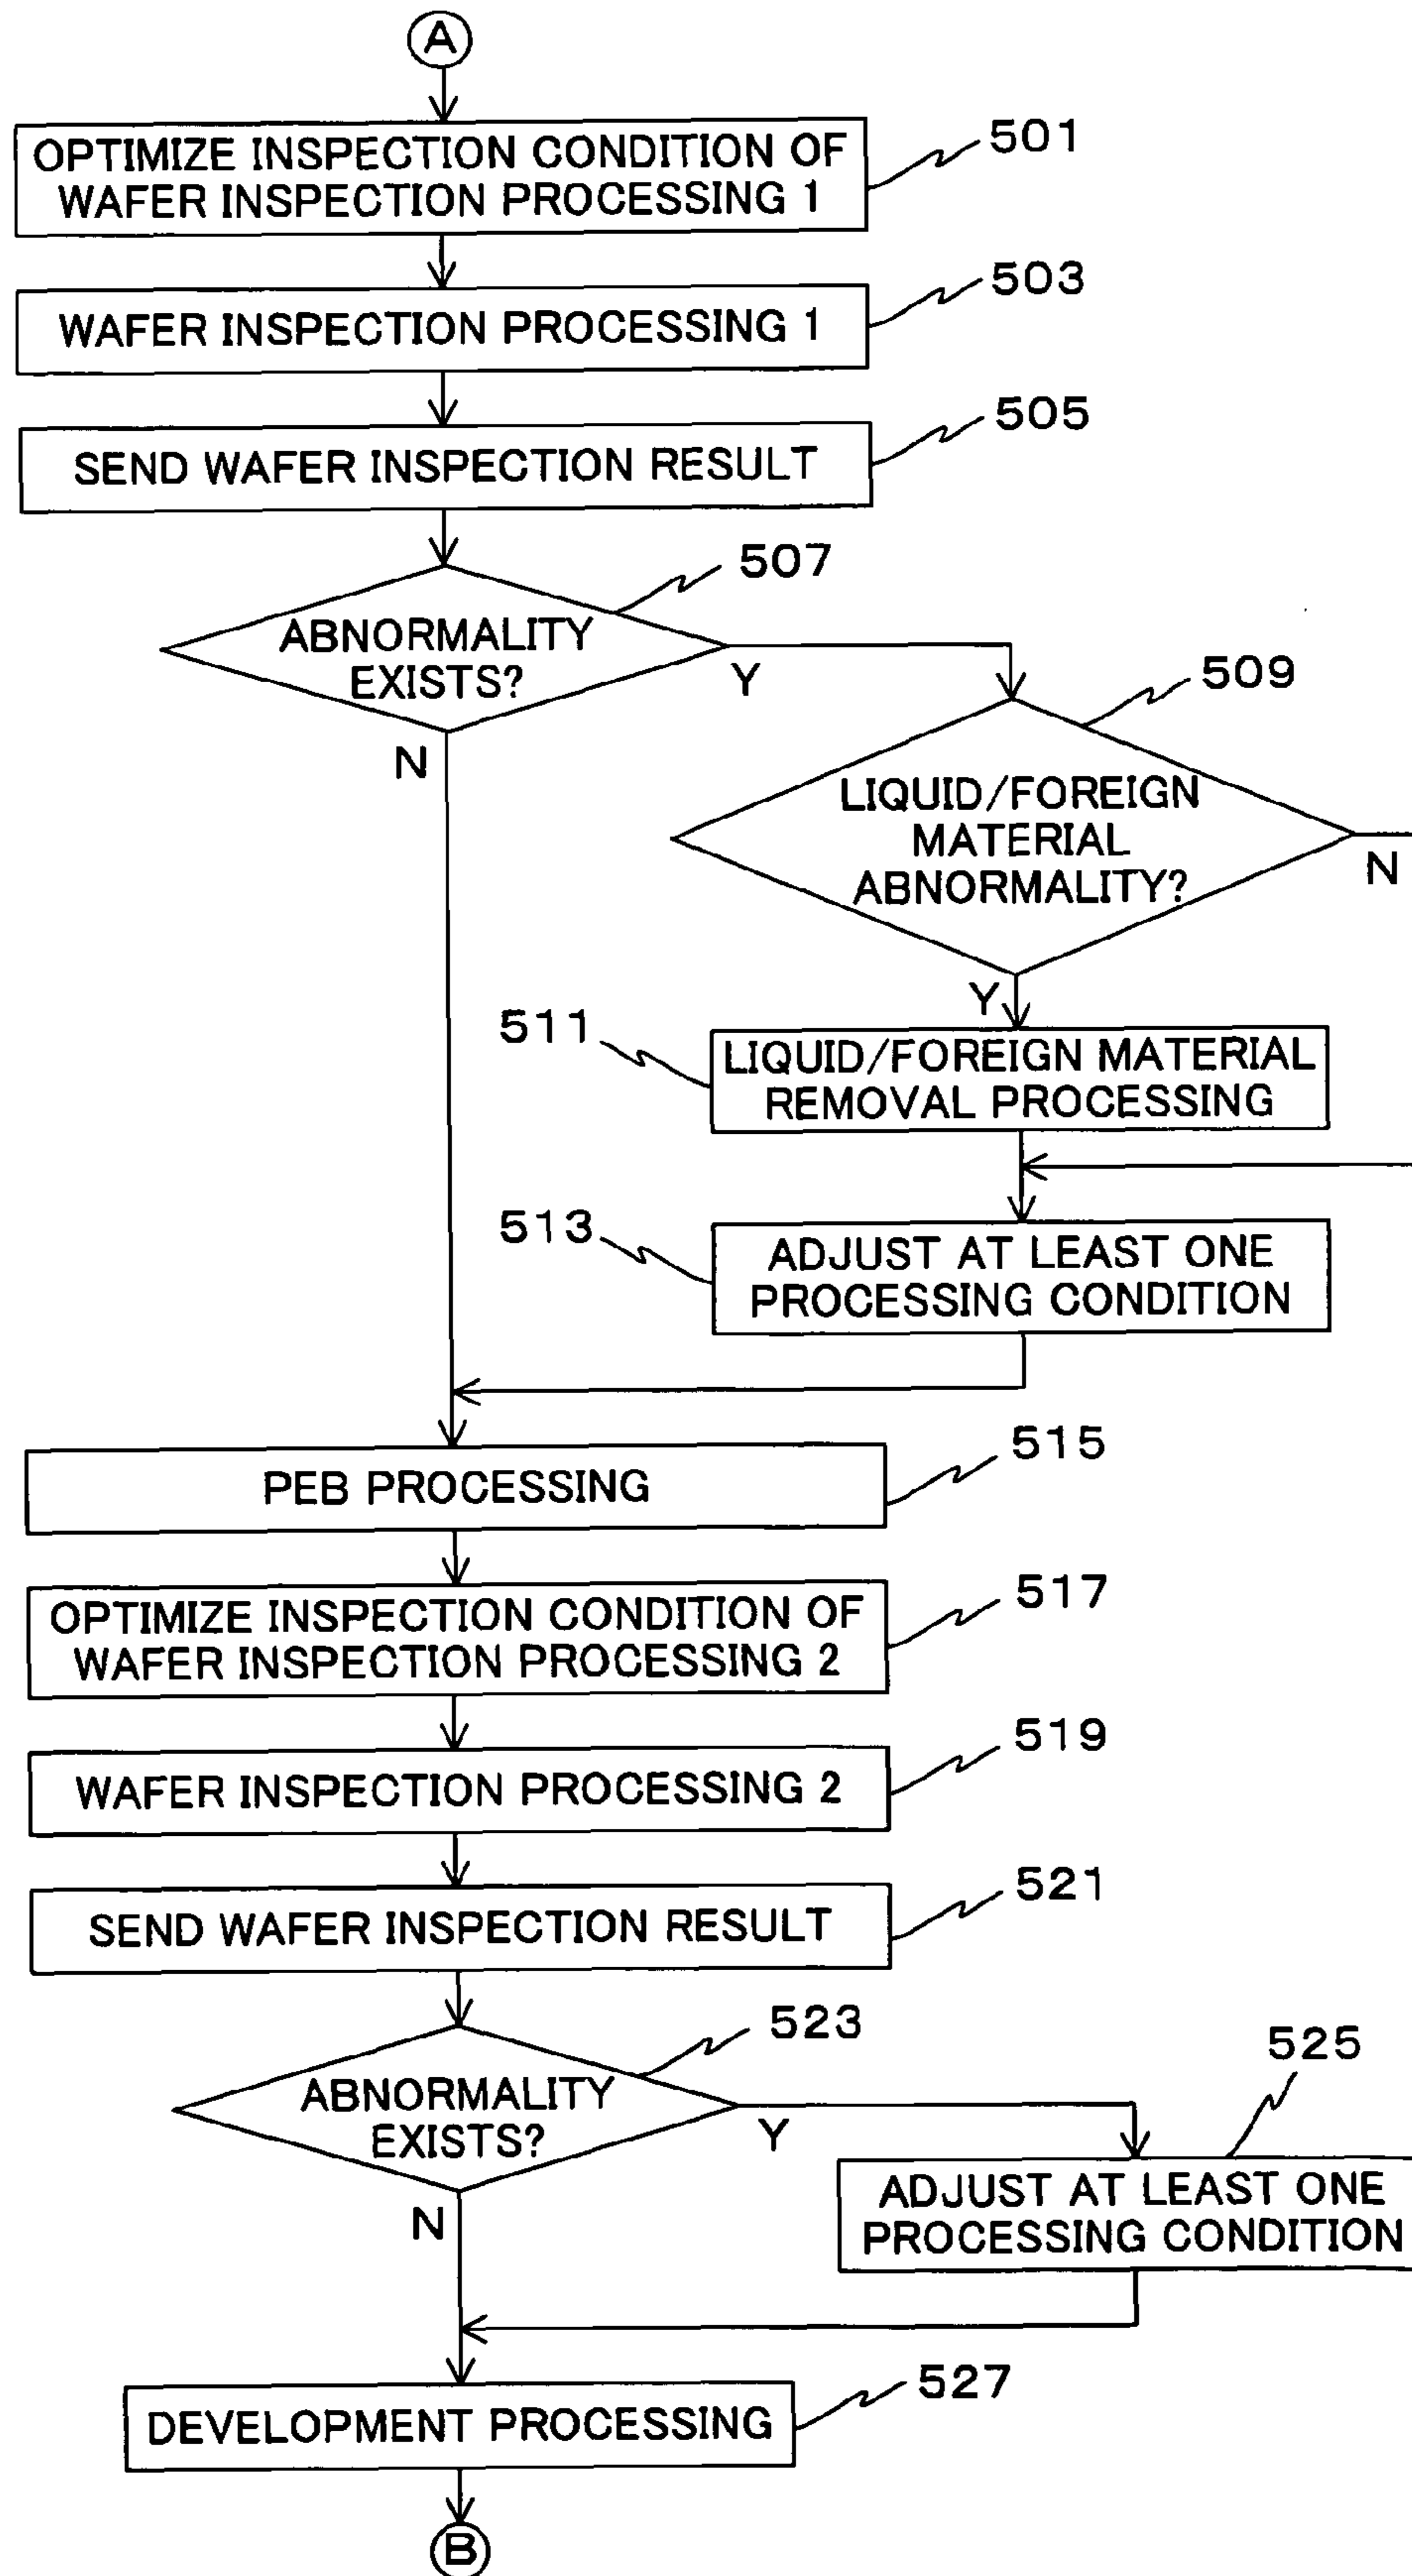 A
OPTIMIZE INSPECTION CONDITION OF
WAFER INSPECTION PROCESSING 1
501
WAFER INSPECTION PROCESSING 1
503
SEND WAFER INSPECTION RESULT
505
507
ABNORMALITY
EXISTS?
Y
N
509
LIQUID/FOREIGN
MATERIAL
ABNORMALITY?
N
Y
511
LIQUID/FOREIGN MATERIAL
REMOVAL PROCESSING
513
ADJUST AT LEAST ONE
PROCESSING CONDITION
PEB PROCESSING
515
OPTIMIZE INSPECTION CONDITION OF
WAFER INSPECTION PROCESSING 2
517
WAFER INSPECTION PROCESSING 2
519
SEND WAFER INSPECTION RESULT
521
523
ABNORMALITY
EXISTS?
Y
N
525
ADJUST AT LEAST ONE
PROCESSING CONDITION
DEVELOPMENT PROCESSING
527
B